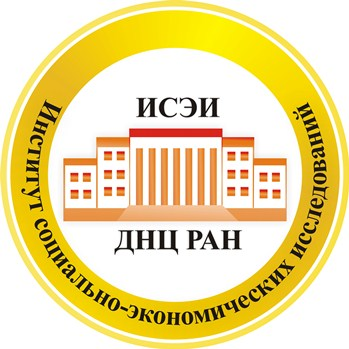 ИСЭИ
ДНЦ РАН
Институт социально-экономических исследований